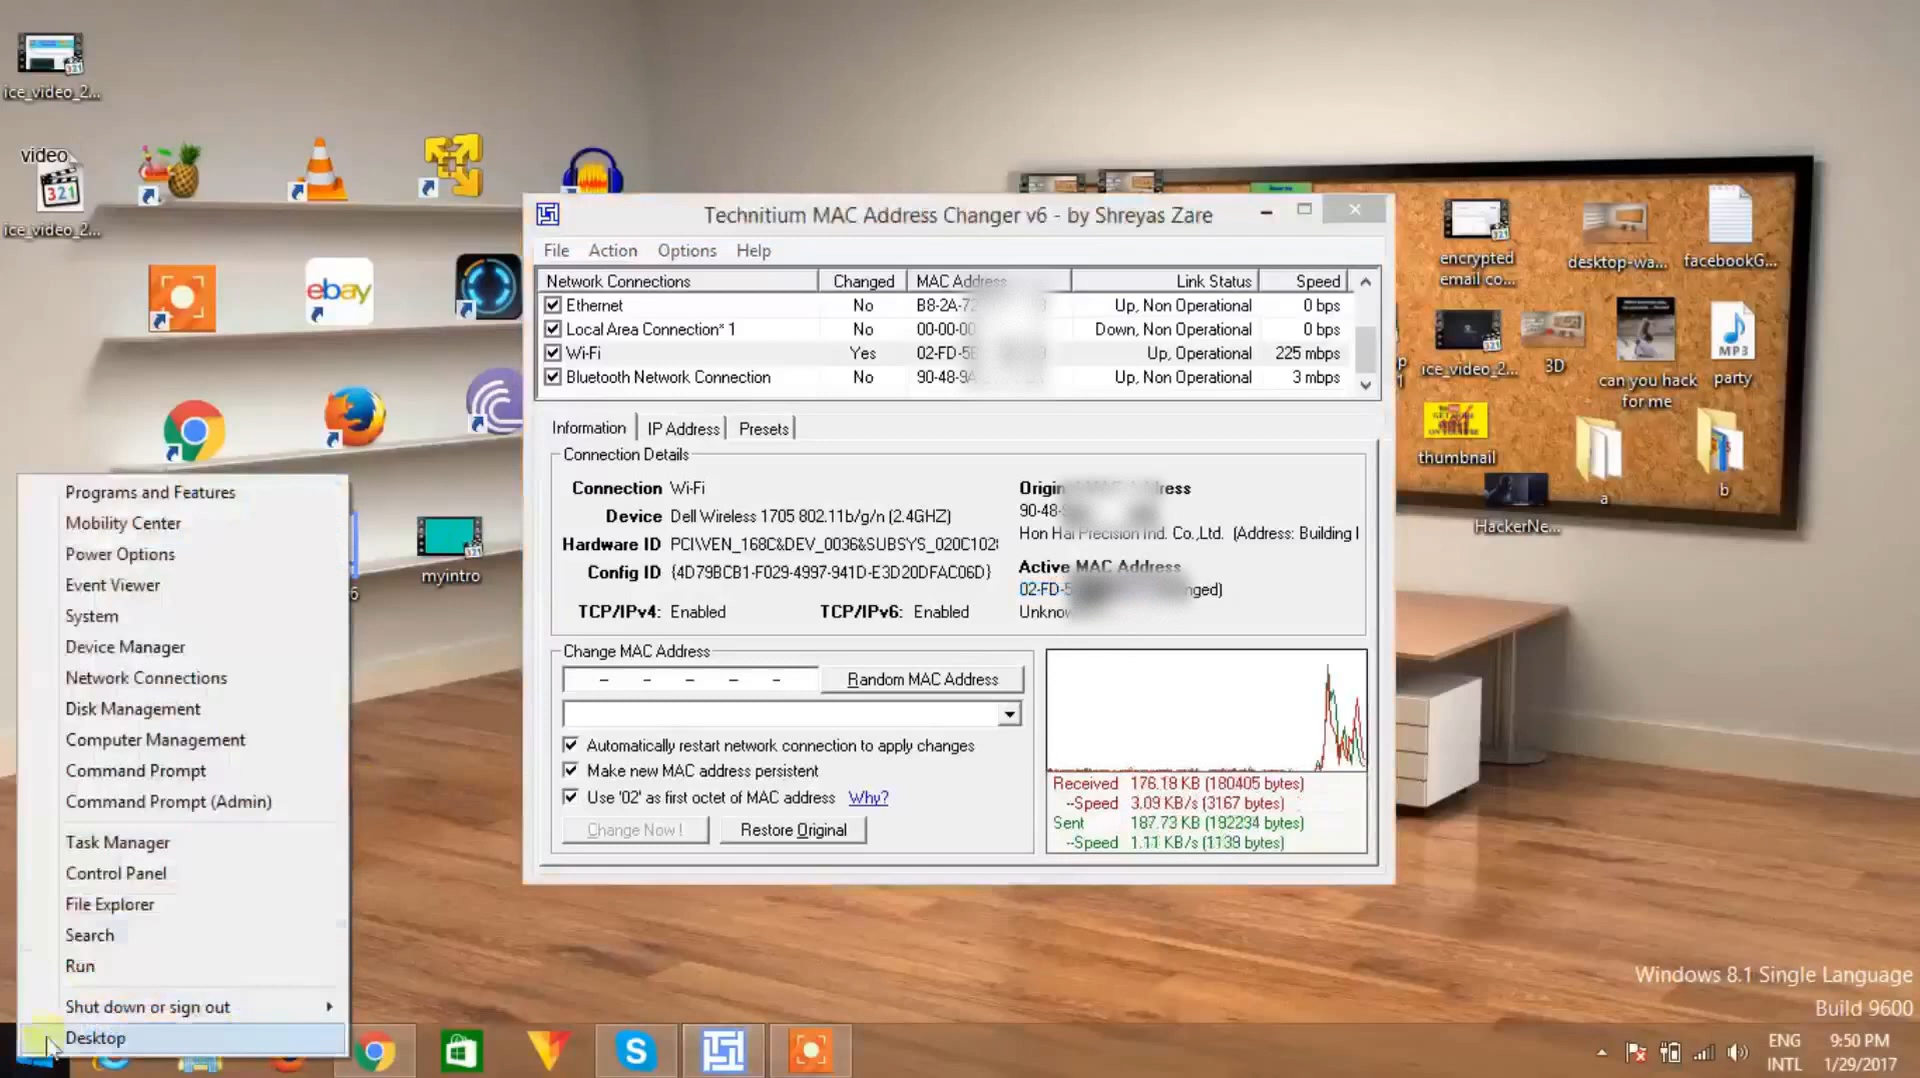 ice_video_2...
video
321
ice_video_2...
ebay
Technitium MAC Address Changer v6 - by Shreyas Zare
File Action Options Help
Network Connections Changed MAC Address Link Status Speed
Ethernet No B8-2A-72 Up, Non Operational 0 bps
Local Area Connection* 1 No 00-00-00 Down, Non Operational 0 bps
Wi-Fi Yes 02-FD-5E Up, Operational 225 mbps
Bluetooth Network Connection No 90-48-9A Up, Non Operational 3 mbps
Information IP Address Presets
Connection Details
Connection Wi-Fi
Device Dell Wireless 1705 802.11b/g/n (2.4GHZ)
Hardware ID PCI\VEN_168C&DEV_0036&SUBSYS_020C102
Config ID {4D79BCB1-F029-4997-941D-E3D20DFAC06D}
TCP/IPv4: Enabled TCP/IPv6: Enabled
90-48-
Hon Hai Precision Ind. Co.,Ltd. (Address: Building
Active MAC Address
02-FD-5
Change MAC Address
- - - - -
Random MAC Address
Automatically restart network connection to apply changes
Make new MAC address persistent
Use '02' as first octet of MAC address Why?
Change Now !
Restore Original
Received 176.18 KB (180405 bytes)
--Speed 3.09 KB/s (3167 bytes)
Sent 187.73 KB (192234 bytes)
--Speed 1.11 KB/s (1139 bytes)
encrypted
email co...
desktop-wa...
facebookG...
ice_video_2...
3D
can you hack
for me
MP3
party
thumbnail
a
b
HackerNe...
321
myintro
6
Programs and Features
Mobility Center
Power Options
Event Viewer
System
Device Manager
Network Connections
Disk Management
Computer Management
Command Prompt
Command Prompt (Admin)
Task Manager
Control Panel
File Explorer
Search
Run
Shut down or sign out
Desktop
Windows 8.1 Single Language
Build 9600
ENG
INTL
9:50 PM
1/29/2017